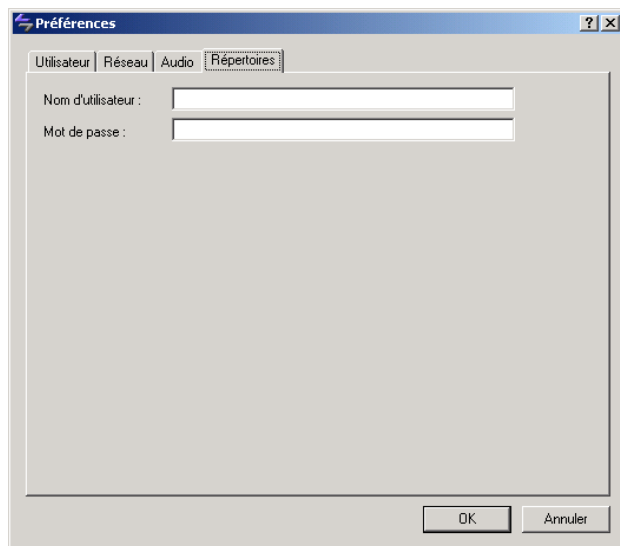 Préférences
Utilisateur Réseau Audio Répertoires
Nom d'utilisateur :
Mot de passe :
OK Annuler